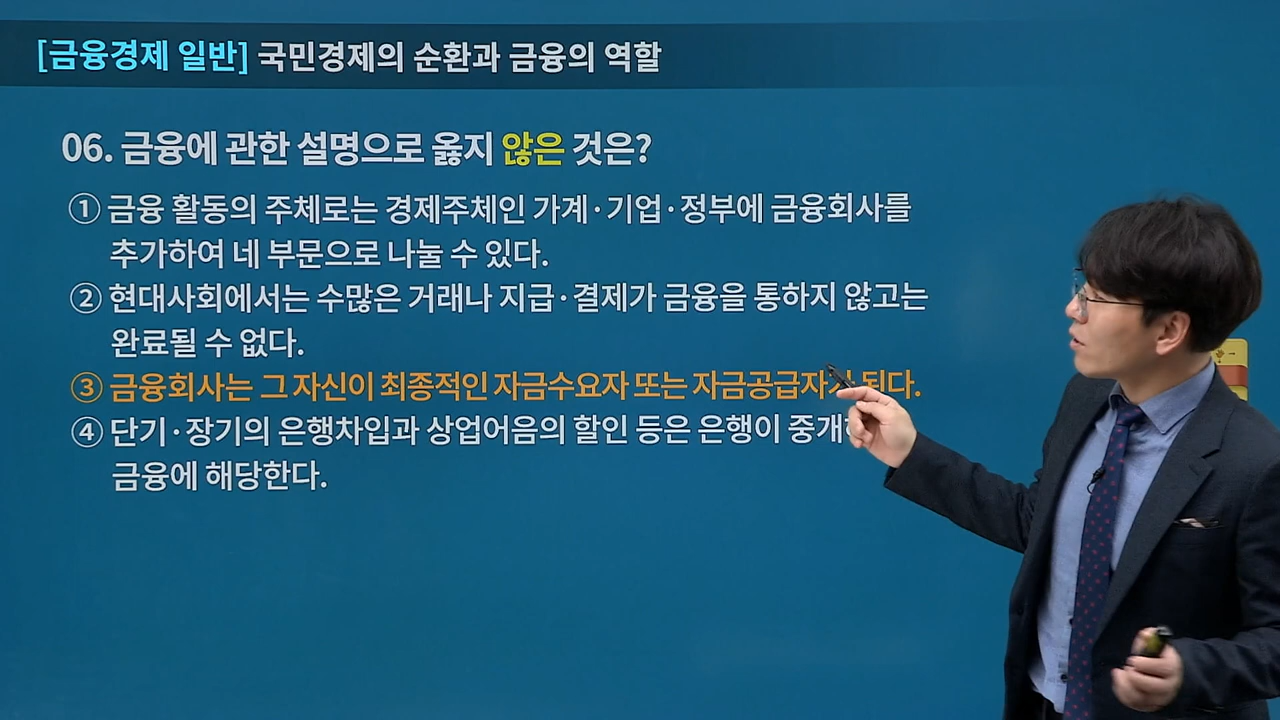 [금융경제 일반] 국민경제의 순환과 금융의 역할
06. 금융에 관한 설명으로 옳지 않은 것은?
① 금융 활동의 주체로는 경제주체인 가계·기업·정부에 금융회사를
추가하여 네 부문으로 나눌 수 있다.
② 현대사회에서는 수많은 거래나 지급·결제가 금융을 통하지 않고는
완료될 수 없다.
③ 금융회사는 그 자신이 최종적인 자금수요자 또는 자금공급자가 된다.
④ 단기·장기의 은행차입과 상업어음의 할인 등은 은행이
금융에 해당한다.